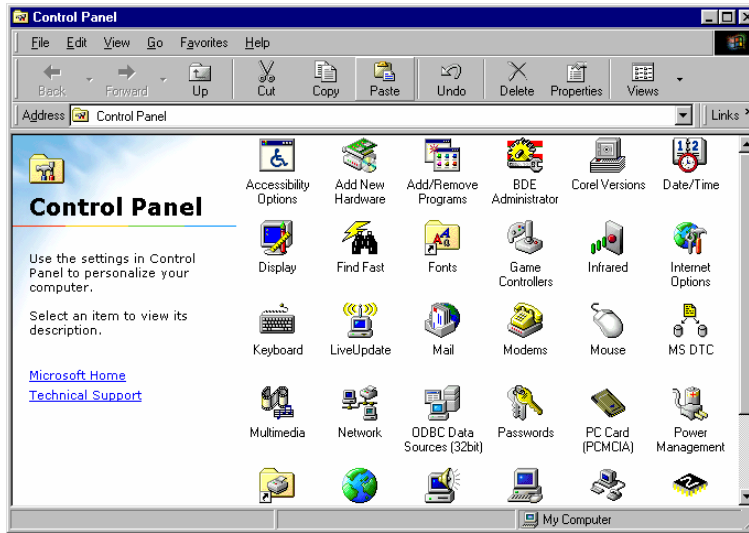 Control Panel
File Edit View Go Favorites Help
Back Forward Up Cut Copy Paste Undo Delete Properties Views
Address Control Panel Links
Control Panel
Use the settings in Control
Panel to personalize your
computer.
Select an item to view its
description.
Microsoft Home
Technical Support
Accessibility Options
Add New Hardware
Add/Remove Programs
BDE Administrator
Corel Versions
Date/Time
Display
Find Fast
Fonts
Game Controllers
Infrared
Internet Options
Keyboard
LiveUpdate
Mail
Modems
Mouse
MS DTC
Multimedia
Network
ODBC Data Sources (32bit)
Passwords
PC Card (PCMCIA)
Power Management
My Computer